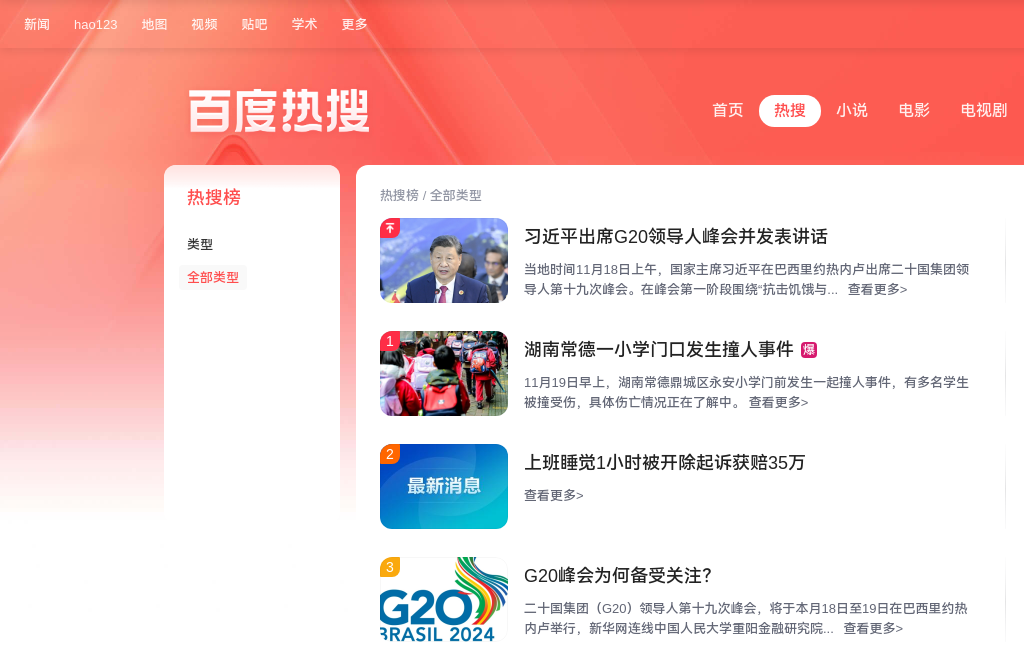 新闻 hao123 地图 视频 贴吧 学术 更多
百度热搜
首页 热搜 小说 电影 电视剧
热搜榜
类型
全部类型
热搜榜 / 全部类型
习近平出席G20领导人峰会并发表讲话
当地时间11月18日上午，国家主席习近平在巴西里约热内卢出席二十国集团领
导人第十九次峰会。在峰会第一阶段围绕“抗击饥饿与... 查看更多>
1
湖南常德一小学门口发生撞人事件 爆
11月19日早上，湖南常德鼎城区永安小学门前发生一起撞人事件，有多名学生
被撞受伤，具体伤亡情况正在了解中。 查看更多>
2
最新消息
上班睡觉1小时被开除起诉获赔35万
查看更多>
3
G20
BRASIL 2024
G20峰会为何备受关注？
二十国集团（G20）领导人第十九次峰会，将于本月18日至19日在巴西里约热
内卢举行，新华网连线中国人民大学重阳金融研究院... 查看更多>